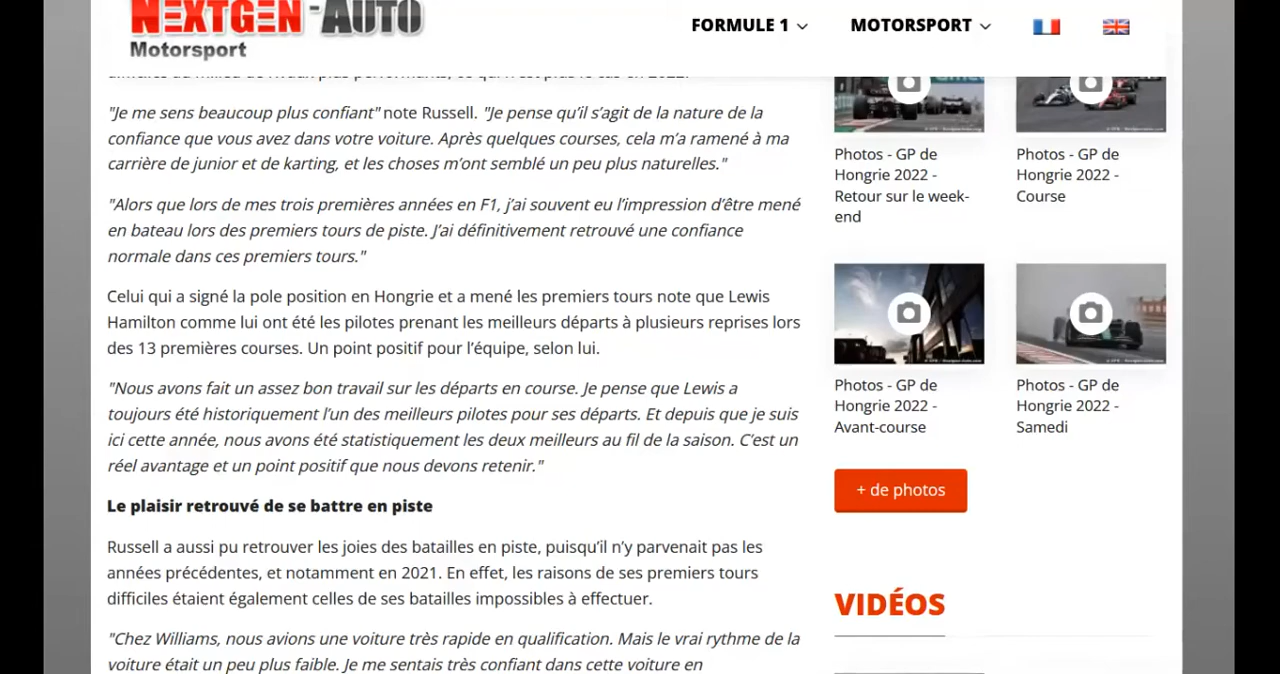 NEXTGEN-AUTO
Motorsport
FORMULE 1
MOTORSPORT
"Je me sens beaucoup plus confiant" note Russell. "Je pense qu’il s’agit de la nature de la
confiance que vous avez dans votre voiture. Après quelques courses, cela m’a ramené à ma
carrière de junior et de karting, et les choses m’ont semblé un peu plus naturelles."
"Alors que lors de mes trois premières années en F1, j’ai souvent eu l’impression d’être mené
en bateau lors des premiers tours de piste. J’ai définitivement retrouvé une confiance
normale dans ces premiers tours."
Celui qui a signé la pole position en Hongrie et a mené les premiers tours note que Lewis
Hamilton comme lui ont été les pilotes prenant les meilleurs départs à plusieurs reprises lors
des 13 premières courses. Un point positif pour l’équipe, selon lui.
"Nous avons fait un assez bon travail sur les départs en course. Je pense que Lewis a
toujours été historiquement l’un des meilleurs pilotes pour ses départs. Et depuis que je suis
ici cette année, nous avons été statistiquement les deux meilleurs au fil de la saison. C’est un
réel avantage et un point positif que nous devons retenir."
Le plaisir retrouvé de se battre en piste
Russell a aussi pu retrouver les joies des batailles en piste, puisqu’il n’y parvenait pas les
années précédentes, et notamment en 2021. En effet, les raisons de ses premiers tours
difficiles étaient également celles de ses batailles impossibles à effectuer.
"Chez Williams, nous avions une voiture très rapide en qualification. Mais le vrai rythme de la
voiture était un peu plus faible. Je me sentais très confiant dans cette voiture en
Photos - GP de
Hongrie 2022 -
Retour sur le week-
end
Photos - GP de
Hongrie 2022 -
Course
Photos - GP de
Hongrie 2022 -
Avant-course
Photos - GP de
Hongrie 2022 -
Samedi
+ de photos
VIDÉOS